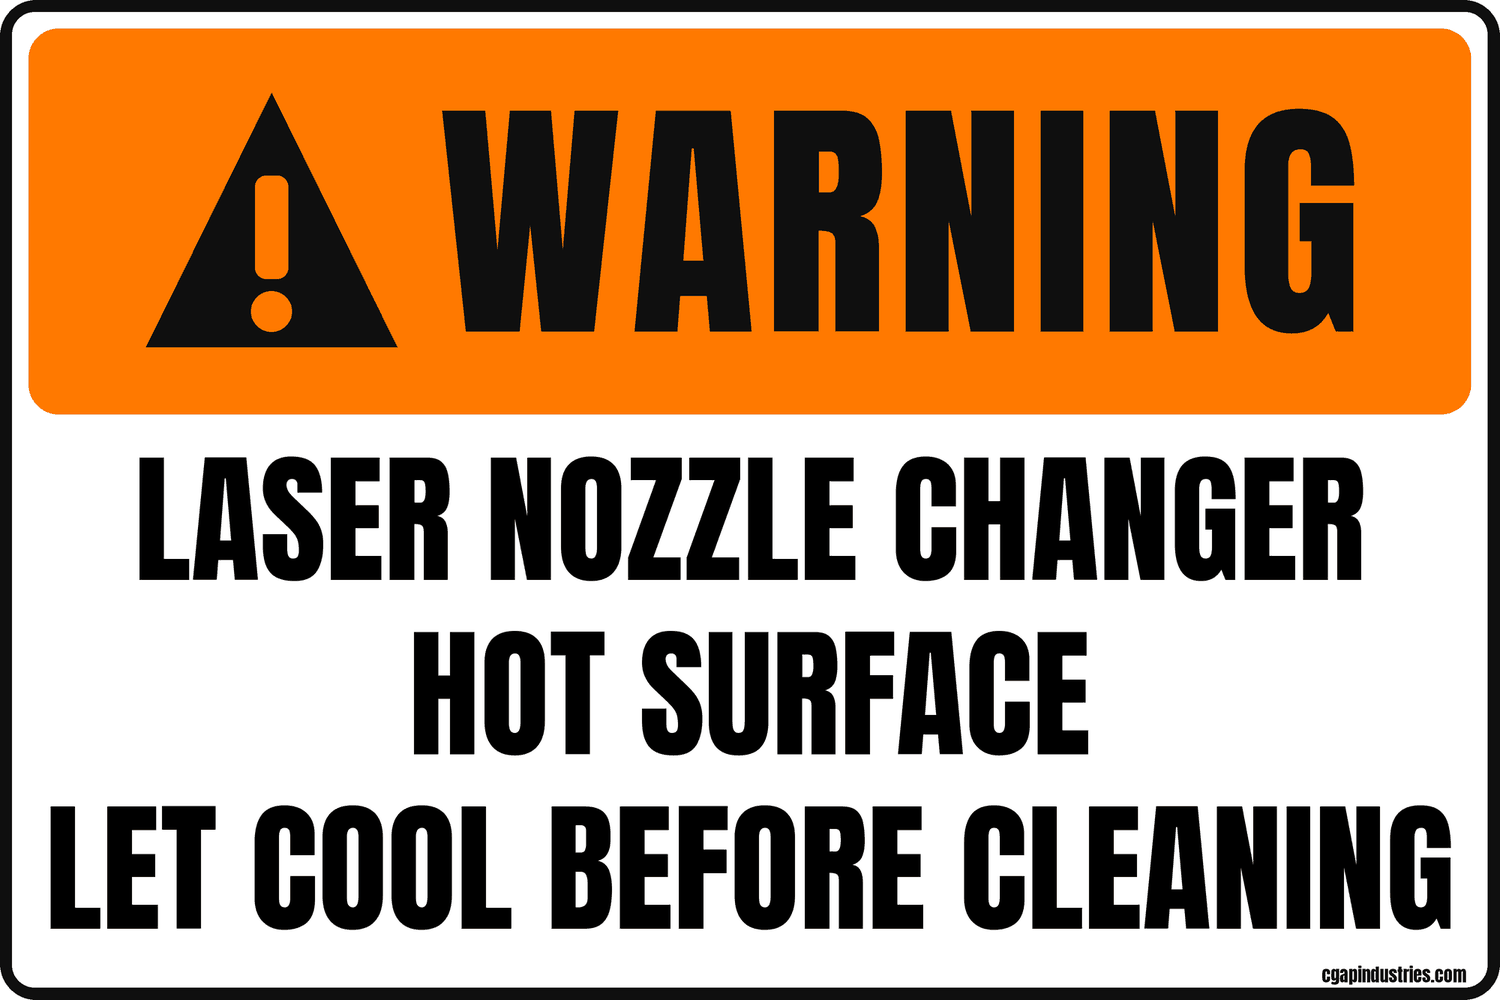 WARNING
LASER NOZZLE CHANGER
HOT SURFACE
LET COOL BEFORE CLEANING
cgapindustries.com